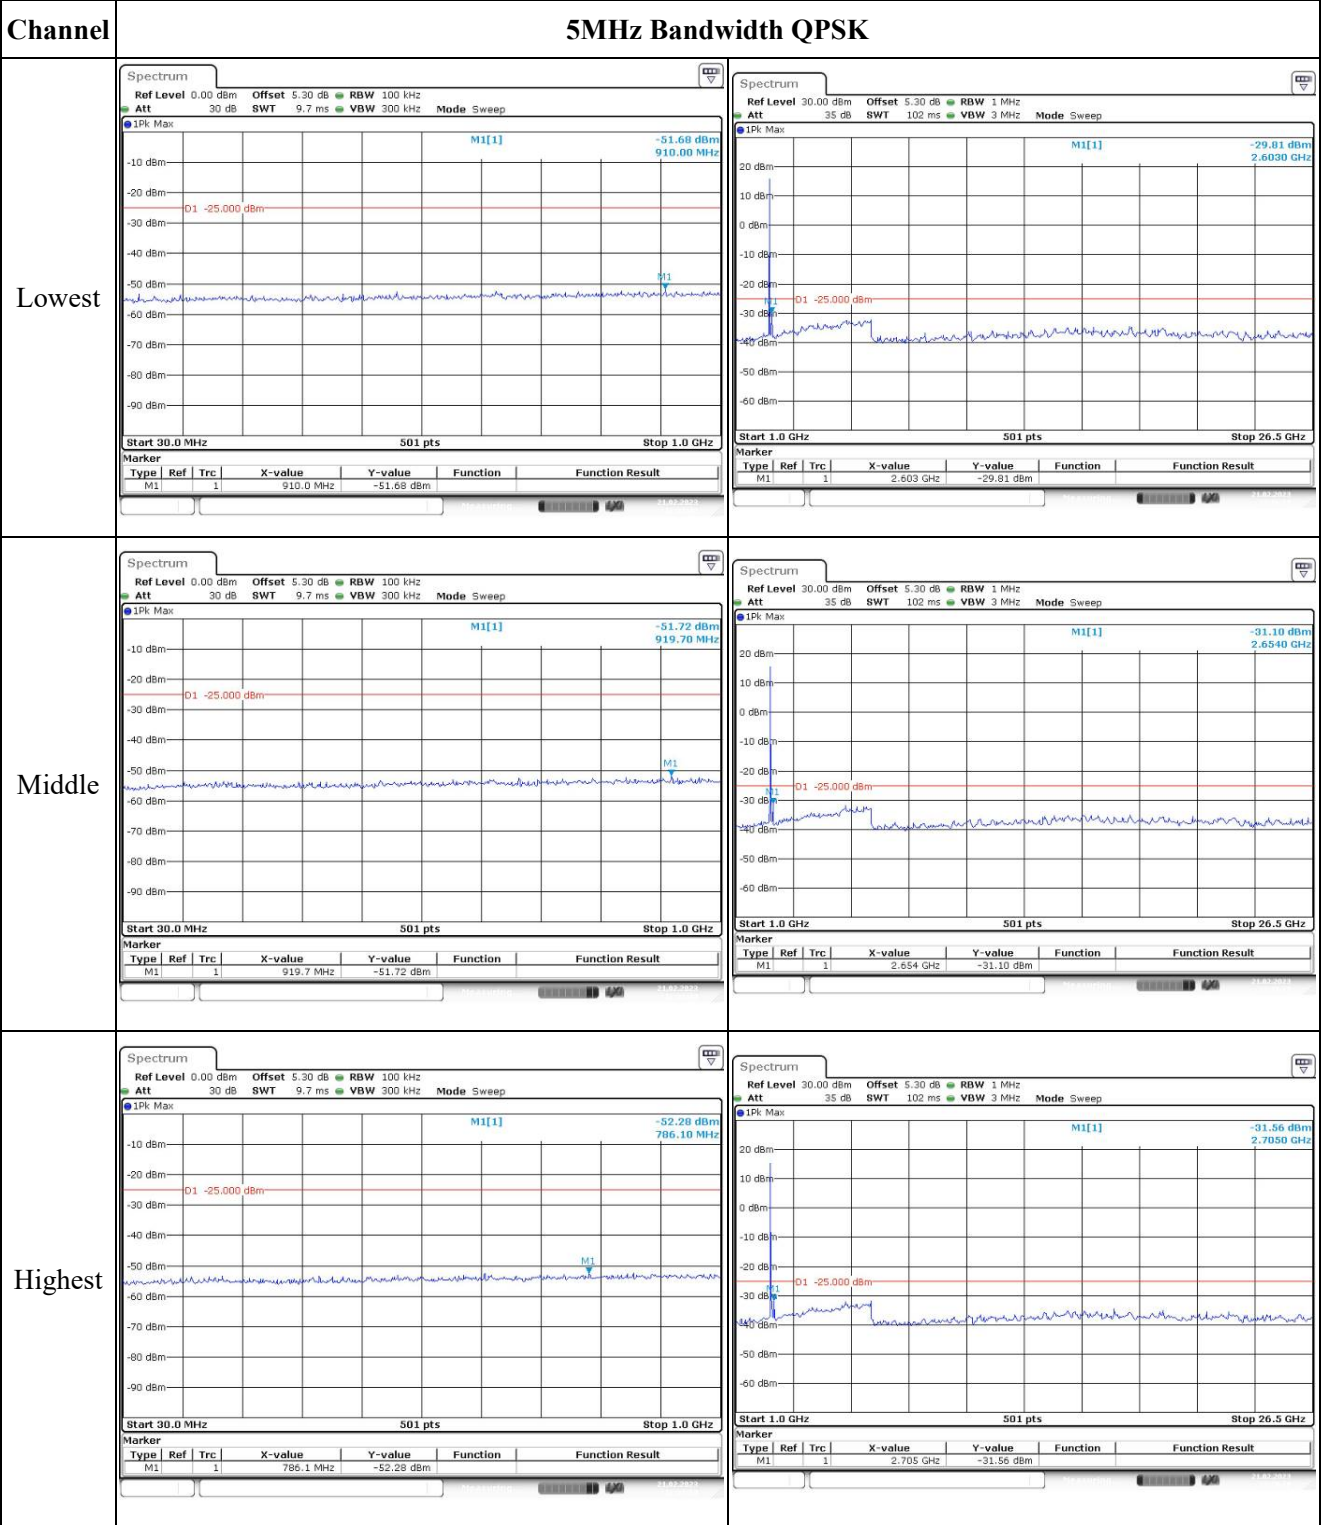 Channel 5MHz Bandwidth QPSK
Lowest
Spectrum
Ref Level 0.00 dBm Offset 5.30 dB RBW 100 kHz
Att 30 dB SWT 9.7 ms VBW 300 kHz Mode Sweep
1Pk Max
M1[1] -51.68 dBm
910.00 MHz
-10 dBm
-20 dBm
D1 -25.000 dBm
-30 dBm
-40 dBm
M1
-50 dBm
-60 dBm
-70 dBm
-80 dBm
-90 dBm
Start 30.0 MHz 501 pts Stop 1.0 GHz
Marker
Type Ref Trc X-value Y-value Function Function Result
M1 1 910.0 MHz -51.68 dBm
21.02.2023
Spectrum
Ref Level 30.00 dBm Offset 5.30 dB RBW 1 MHz
Att 35 dB SWT 102 ms VBW 3 MHz Mode Sweep
1Pk Max
M1[1] -29.81 dBm
2.6030 GHz
20 dBm
10 dBm
0 dBm
-10 dBm
-20 dBm
D1 -25.000 dBm
M1
-30 dBm
-40 dBm
-50 dBm
-60 dBm
Start 1.0 GHz 501 pts Stop 26.5 GHz
Marker
Type Ref Trc X-value Y-value Function Function Result
M1 1 2.603 GHz -29.81 dBm
21.02.2023
Middle
Spectrum
Ref Level 0.00 dBm Offset 5.30 dB RBW 100 kHz
Att 30 dB SWT 9.7 ms VBW 300 kHz Mode Sweep
1Pk Max
M1[1] -51.72 dBm
919.70 MHz
-10 dBm
-20 dBm
D1 -25.000 dBm
-30 dBm
-40 dBm
M1
-50 dBm
-60 dBm
-70 dBm
-80 dBm
-90 dBm
Start 30.0 MHz 501 pts Stop 1.0 GHz
Marker
Type Ref Trc X-value Y-value Function Function Result
M1 1 919.7 MHz -51.72 dBm
21.02.2023
Spectrum
Ref Level 30.00 dBm Offset 5.30 dB RBW 1 MHz
Att 35 dB SWT 102 ms VBW 3 MHz Mode Sweep
1Pk Max
M1[1] -31.10 dBm
2.6540 GHz
20 dBm
10 dBm
0 dBm
-10 dBm
-20 dBm
D1 -25.000 dBm
M1
-30 dBm
-40 dBm
-50 dBm
-60 dBm
Start 1.0 GHz 501 pts Stop 26.5 GHz
Marker
Type Ref Trc X-value Y-value Function Function Result
M1 1 2.654 GHz -31.10 dBm
21.02.2023
Highest
Spectrum
Ref Level 0.00 dBm Offset 5.30 dB RBW 100 kHz
Att 30 dB SWT 9.7 ms VBW 300 kHz Mode Sweep
1Pk Max
M1[1] -52.28 dBm
786.10 MHz
-10 dBm
-20 dBm
D1 -25.000 dBm
-30 dBm
-40 dBm
M1
-50 dBm
-60 dBm
-70 dBm
-80 dBm
-90 dBm
Start 30.0 MHz 501 pts Stop 1.0 GHz
Marker
Type Ref Trc X-value Y-value Function Function Result
M1 1 786.1 MHz -52.28 dBm
21.02.2023
Spectrum
Ref Level 30.00 dBm Offset 5.30 dB RBW 1 MHz
Att 35 dB SWT 102 ms VBW 3 MHz Mode Sweep
1Pk Max
M1[1] -31.56 dBm
2.7050 GHz
20 dBm
10 dBm
0 dBm
-10 dBm
-20 dBm
D1 -25.000 dBm
M1
-30 dBm
-40 dBm
-50 dBm
-60 dBm
Start 1.0 GHz 501 pts Stop 26.5 GHz
Marker
Type Ref Trc X-value Y-value Function Function Result
M1 1 2.705 GHz -31.56 dBm
21.02.2023